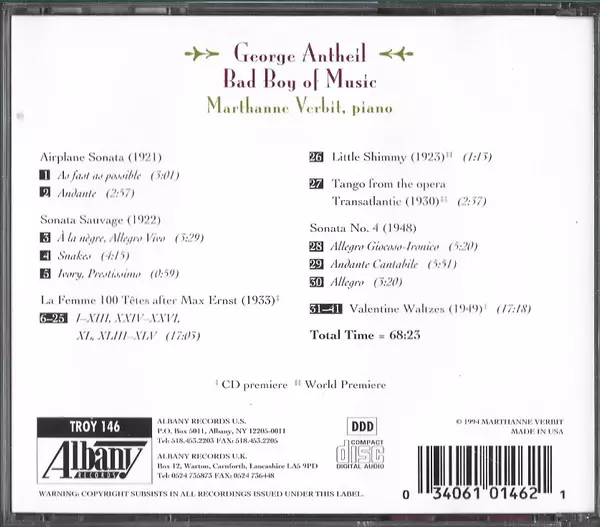 George Antheil
Bad Boy of Music
Marthanne Verbit, piano
Airplane Sonata (1921)
1 As fast as possible (3:01)
2 Andante (2:37)
Sonata Sauvage (1922)
3 À la nègre, Allegro Vivo (3:29)
4 Snakes (4:15)
5 Ivory, Prestissimo (0:59)
La Femme 100 Têtes after Max Ernst (1933)‡
6–25 I–XIII, XXIV–XXVI,
XL, XLIII–XLV (17:05)
26 Little Shimmy (1923)‡‡ (1:13)
27 Tango from the opera
Transatlantic (1930)‡‡ (2:37)
Sonata No. 4 (1948)
28 Allegro Giocoso-Ironico (5:20)
29 Andante Cantabile (5:51)
30 Allegro (3:20)
31–41 Valentine Waltzes (1949)‡ (17:18)
Total Time = 68:23
‡ CD premiere ‡‡ World Premiere
TROY 146
Albany
RECORDS
ALBANY RECORDS U.S.
P.O. Box 5011, Albany, NY 12205-0011
Tel: 518.453.2203 FAX: 518.453.2205
ALBANY RECORDS U.K.
Box 12, Warton, Carnforth, Lancashire LA5 9PD
Tel: 0524 735873 FAX: 0524 736448
WARNING: COPYRIGHT SUBSISTS IN ALL RECORDINGS ISSUED UNDER THIS LABEL.
DDD
COMPACT
disc
DIGITAL AUDIO
© 1994 MARTHANNE VERBIT
MADE IN USA
0 34061 01462 1